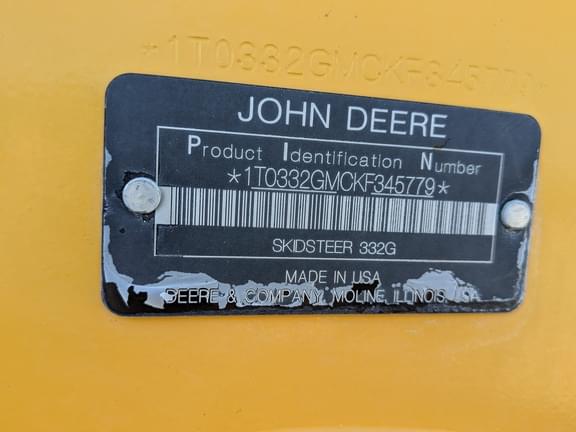 *1T0332GMCKF345779*
JOHN DEERE
Product Identification Number
*1T0332GMCKF345779*
SKIDSTEER 332G
MADE IN USA
DEERE & COMPANY MOLINE, ILLINOIS, USA